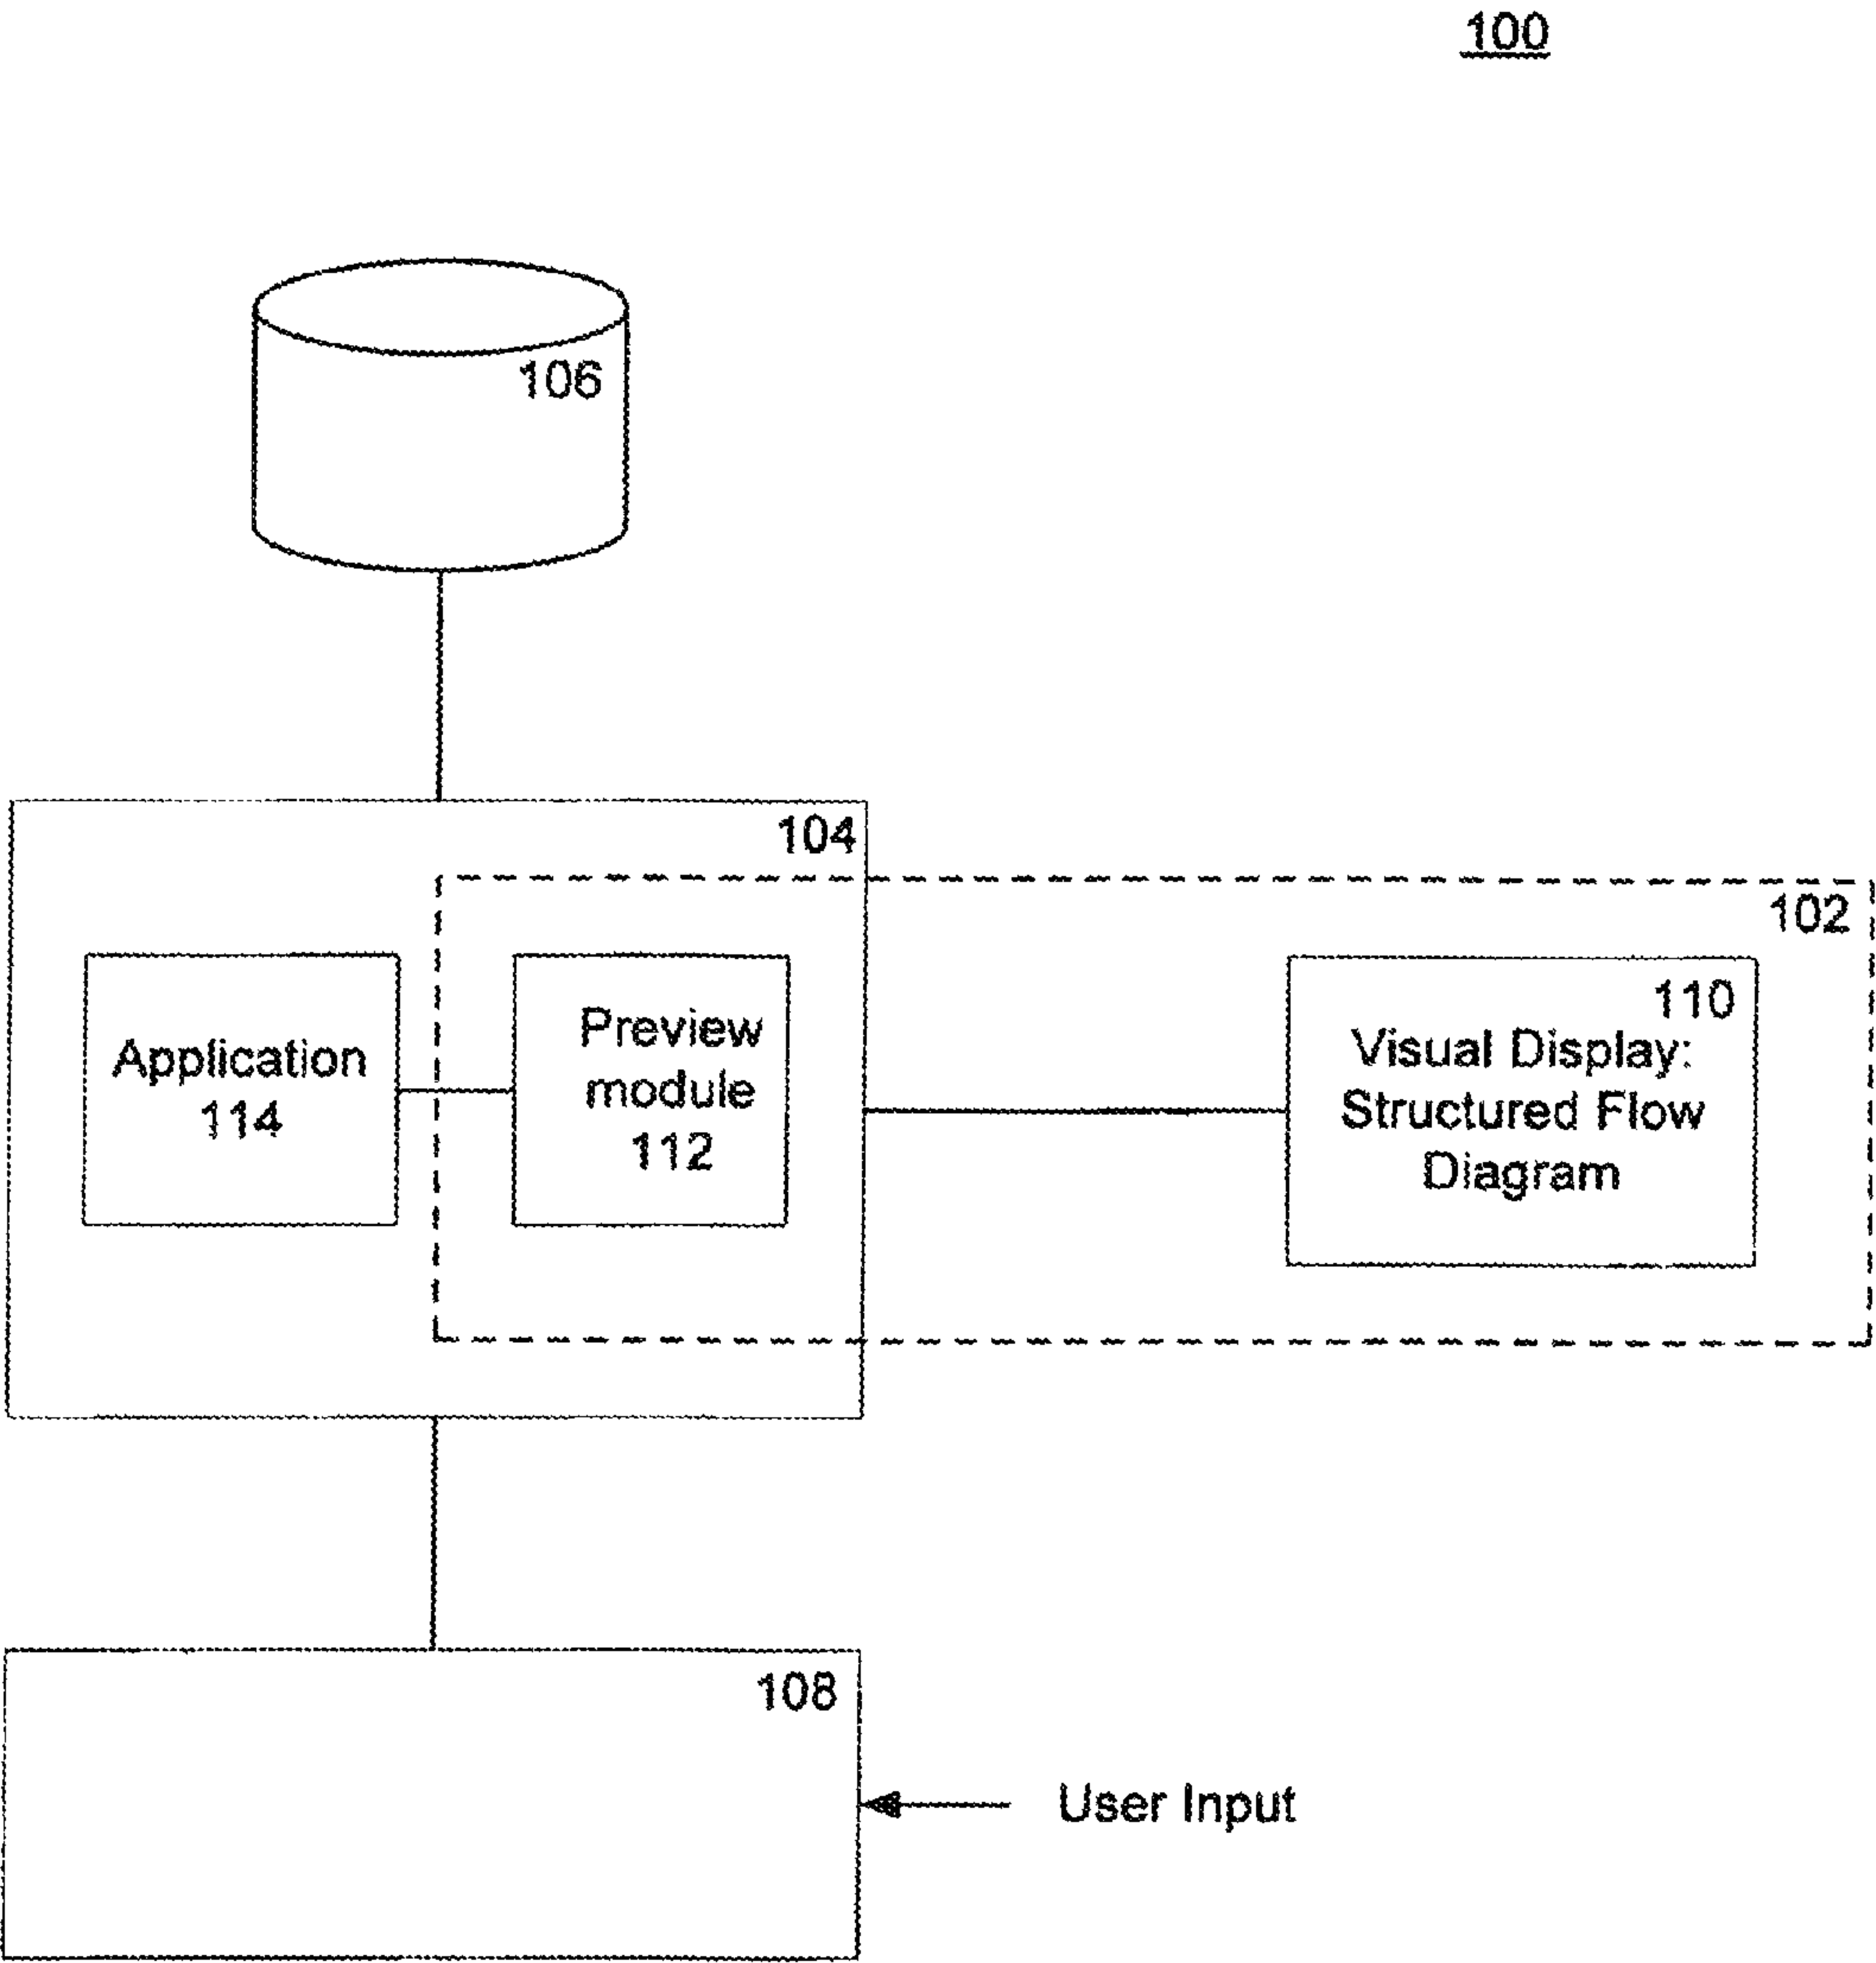 100
106
104
102
Application
114
Preview
module
112
110
Visual Display:
Structured Flow
Diagram
108
User Input